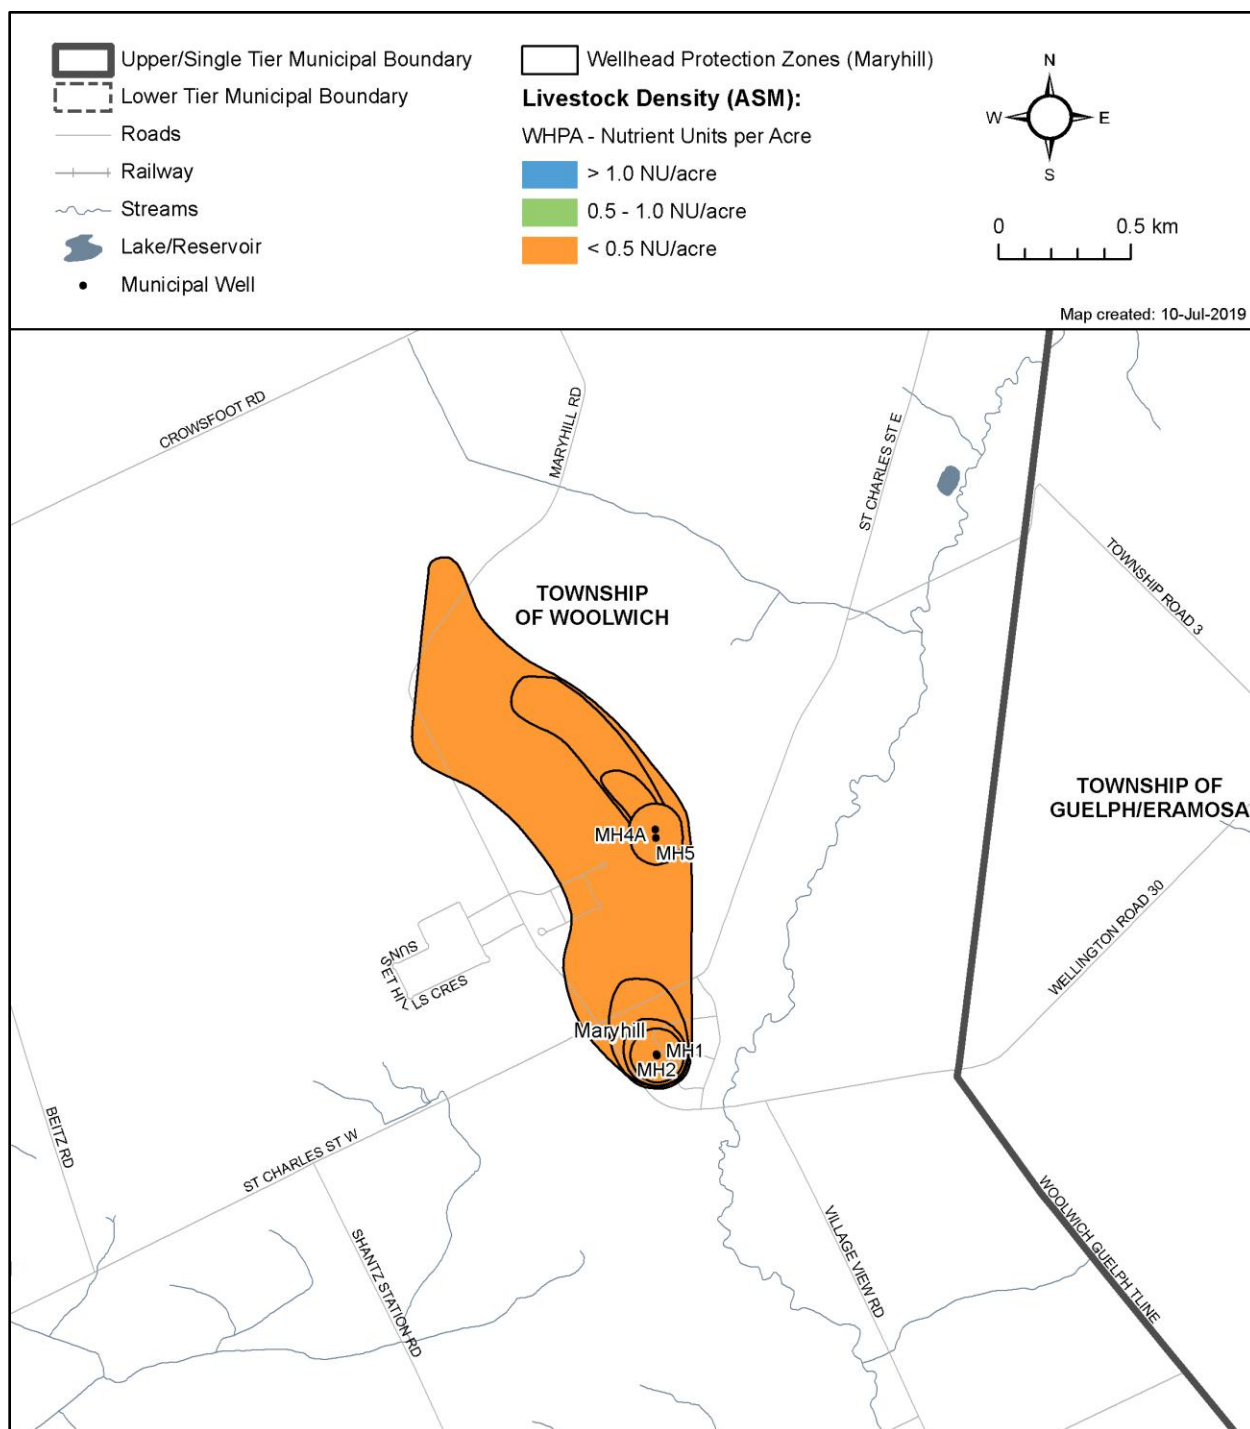 Upper/Single Tier Municipal Boundary
Lower Tier Municipal Boundary
Roads
Railway
Streams
Lake/Reservoir
Municipal Well
Wellhead Protection Zones (Maryhill)
Livestock Density (ASM):
WHPA - Nutrient Units per Acre
> 1.0 NU/acre
0.5 - 1.0 NU/acre
< 0.5 NU/acre
N
W E
S
0 0.5 km
Map created: 10-Jul-2019
CROWSFOOT RD
MARYHILL RD
ST CHARLES ST E
TOWNSHIP ROAD 3
TOWNSHIP
OF WOOLWICH
TOWNSHIP OF
GUELPH/ERAMOSA
MH4A
MH5
WELLINGTON ROAD 30
SUNSET HILLS CRES
Maryhill
MH1
MH2
BEITZ RD
ST CHARLES ST W
SHANTZ STATION RD
VILLAGE VIEW RD
WOOLWICH GUELPH TLINE